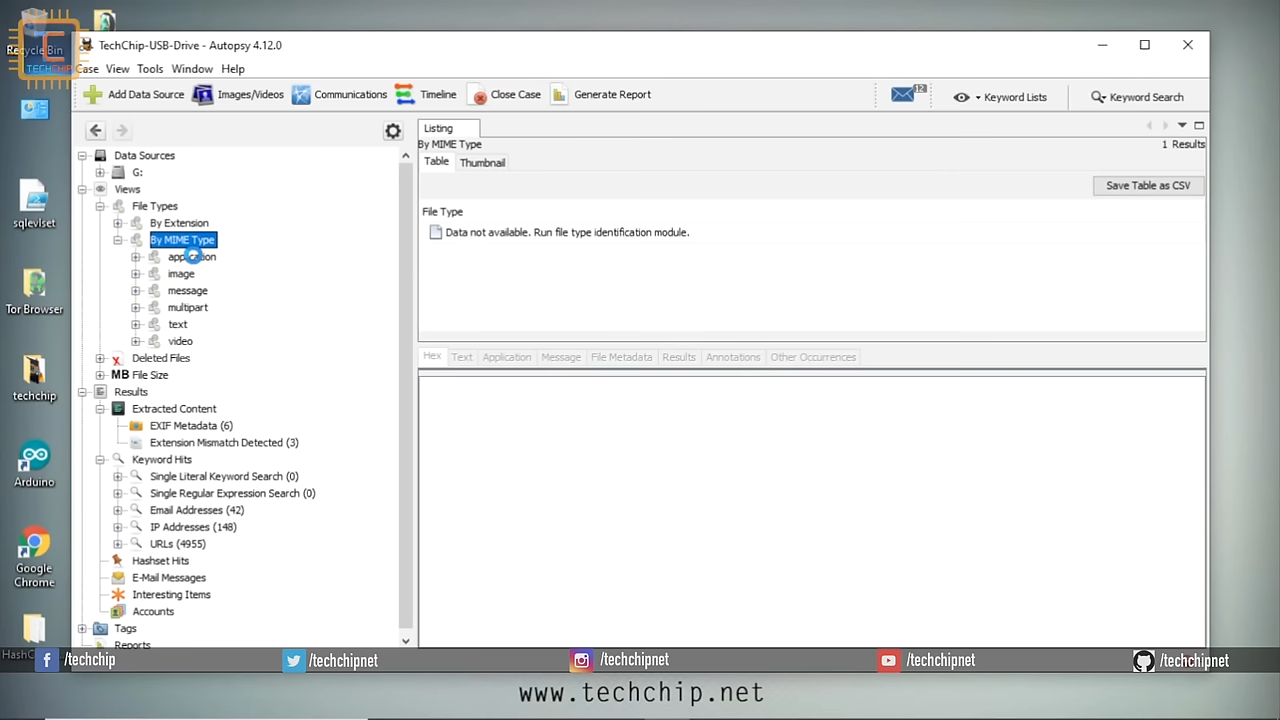 Recycle Bin
TECHCHIP
TechChip-USB-Drive - Autopsy 4.12.0
Case View Tools Window Help
Add Data Source Images/Videos Communications Timeline Close Case Generate Report 12 Keyword Lists Keyword Search
Listing
By MIME Type 1 Results
Table Thumbnail
Save Table as CSV
File Type
Data not available. Run file type identification module.
Data Sources
G:
Views
File Types
By Extension
By MIME Type
application
image
message
multipart
text
video
Deleted Files
MB File Size
Results
Extracted Content
EXIF Metadata (6)
Extension Mismatch Detected (3)
Keyword Hits
Single Literal Keyword Search (0)
Single Regular Expression Search (0)
Email Addresses (42)
IP Addresses (148)
URLs (4955)
Hashset Hits
E-Mail Messages
Interesting Items
Accounts
Tags
Reports
Hex Text Application Message File Metadata Results Annotations Other Occurrences
sqlevlset
Tor Browser
techchip
Arduino
Google
Chrome
/techchip /techchipnet /techchipnet /techchipnet /techchipnet
www.techchip.net